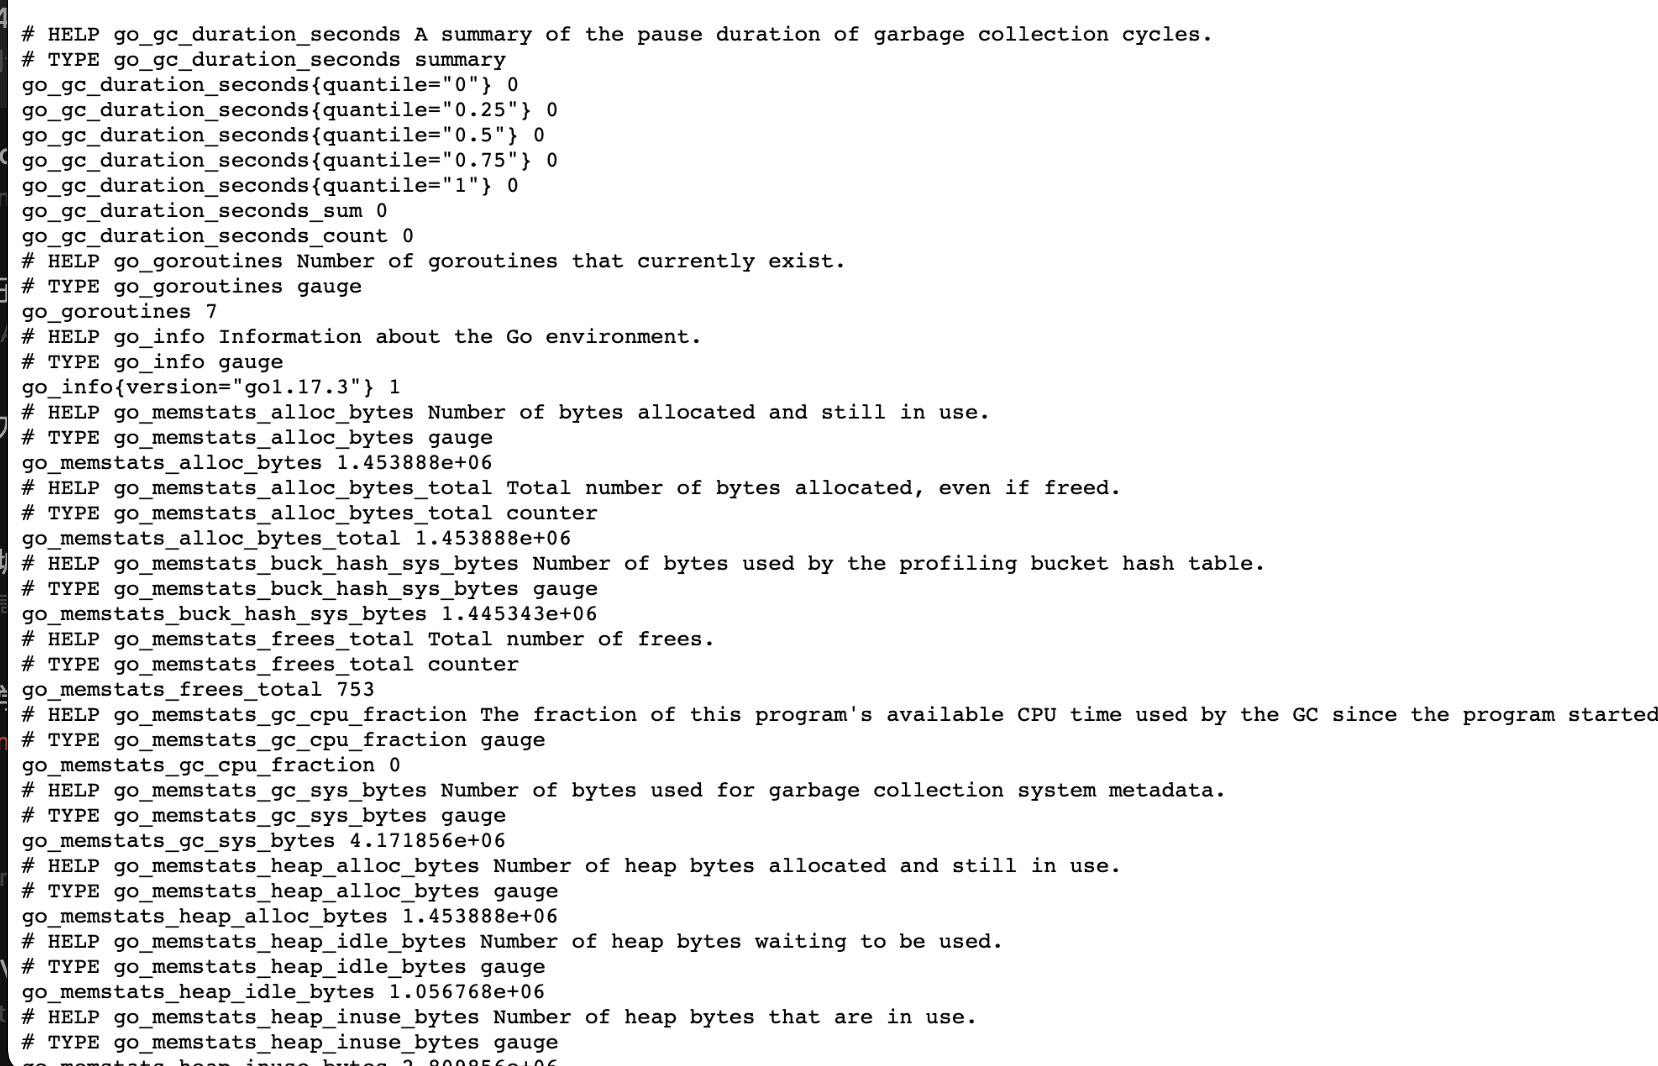 # HELP go_gc_duration_seconds A summary of the pause duration of garbage collection cycles.
# TYPE go_gc_duration_seconds summary
go_gc_duration_seconds{quantile="0"} 0
go_gc_duration_seconds{quantile="0.25"} 0
go_gc_duration_seconds{quantile="0.5"} 0
go_gc_duration_seconds{quantile="0.75"} 0
go_gc_duration_seconds{quantile="1"} 0
go_gc_duration_seconds_sum 0
go_gc_duration_seconds_count 0
# HELP go_goroutines Number of goroutines that currently exist.
# TYPE go_goroutines gauge
go_goroutines 7
# HELP go_info Information about the Go environment.
# TYPE go_info gauge
go_info{version="go1.17.3"} 1
# HELP go_memstats_alloc_bytes Number of bytes allocated and still in use.
# TYPE go_memstats_alloc_bytes gauge
go_memstats_alloc_bytes 1.453888e+06
# HELP go_memstats_alloc_bytes_total Total number of bytes allocated, even if freed.
# TYPE go_memstats_alloc_bytes_total counter
go_memstats_alloc_bytes_total 1.453888e+06
# HELP go_memstats_buck_hash_sys_bytes Number of bytes used by the profiling bucket hash table.
# TYPE go_memstats_buck_hash_sys_bytes gauge
go_memstats_buck_hash_sys_bytes 1.445343e+06
# HELP go_memstats_frees_total Total number of frees.
# TYPE go_memstats_frees_total counter
go_memstats_frees_total 753
# HELP go_memstats_gc_cpu_fraction The fraction of this program's available CPU time used by the GC since the program started
# TYPE go_memstats_gc_cpu_fraction gauge
go_memstats_gc_cpu_fraction 0
# HELP go_memstats_gc_sys_bytes Number of bytes used for garbage collection system metadata.
# TYPE go_memstats_gc_sys_bytes gauge
go_memstats_gc_sys_bytes 4.171856e+06
# HELP go_memstats_heap_alloc_bytes Number of heap bytes allocated and still in use.
# TYPE go_memstats_heap_alloc_bytes gauge
go_memstats_heap_alloc_bytes 1.453888e+06
# HELP go_memstats_heap_idle_bytes Number of heap bytes waiting to be used.
# TYPE go_memstats_heap_idle_bytes gauge
go_memstats_heap_idle_bytes 1.056768e+06
# HELP go_memstats_heap_inuse_bytes Number of heap bytes that are in use.
# TYPE go_memstats_heap_inuse_bytes gauge
go_memstats_heap_inuse_bytes